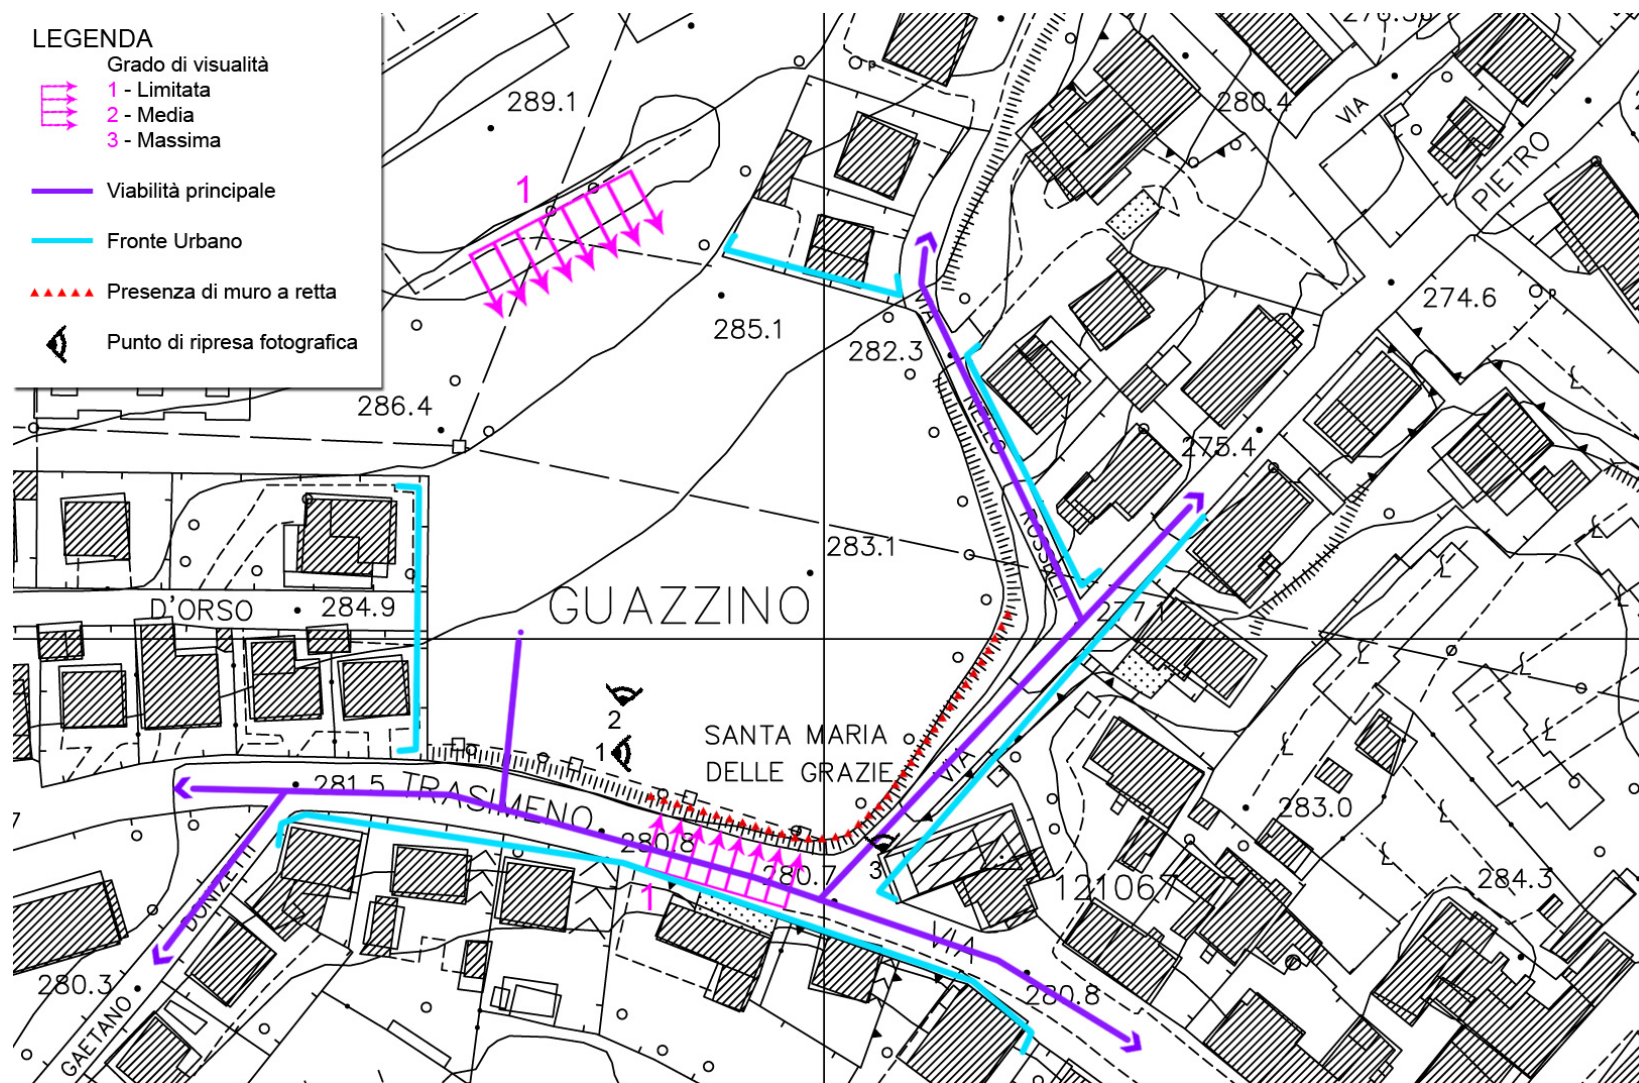 LEGENDA
Grado di visualità
1 - Limitata
2 - Media
3 - Massima
Viabilità principale
Fronte Urbano
Presenza di muro a retta
Punto di ripresa fotografica
289.1
280.4
VIA
PIETRO
1
274.6
285.1
282.3
VIA
286.4
275.4
283.1
D'ORSO
284.9
GUAZZINO
277.1
2
1
SANTA MARIA
DELLE GRAZIE
VIA
281.5
TRASIMENO
280.8
283.0
280.7
3
1
121067
284.3
VIA
280.3
280.8
GAETANO
7